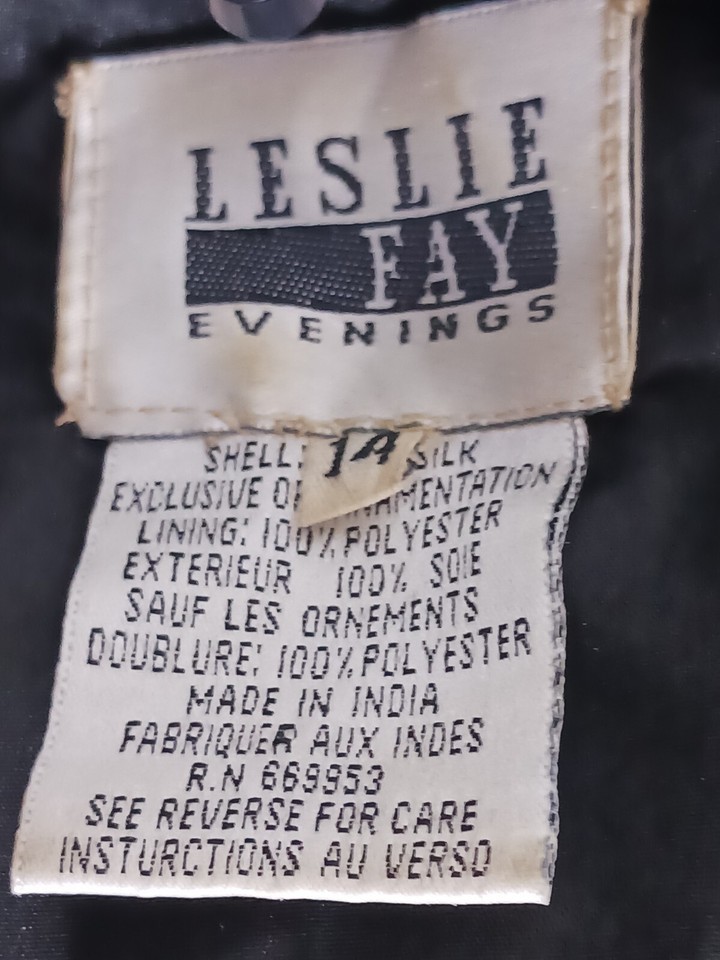 LESLIE
FAY
EVENINGS
14
SHELL: SILK
EXCLUSIVE
LINING: 100% POLYESTER
EXTERIEUR 100% SOIE
SAUF LES ORNEMENTS
DOUBLURE: 100% POLYESTER
MADE IN INDIA
FABRIQUER AUX INDES
R.N 669953
SEE REVERSE FOR CARE
INSTURCTIONS AU VERSO